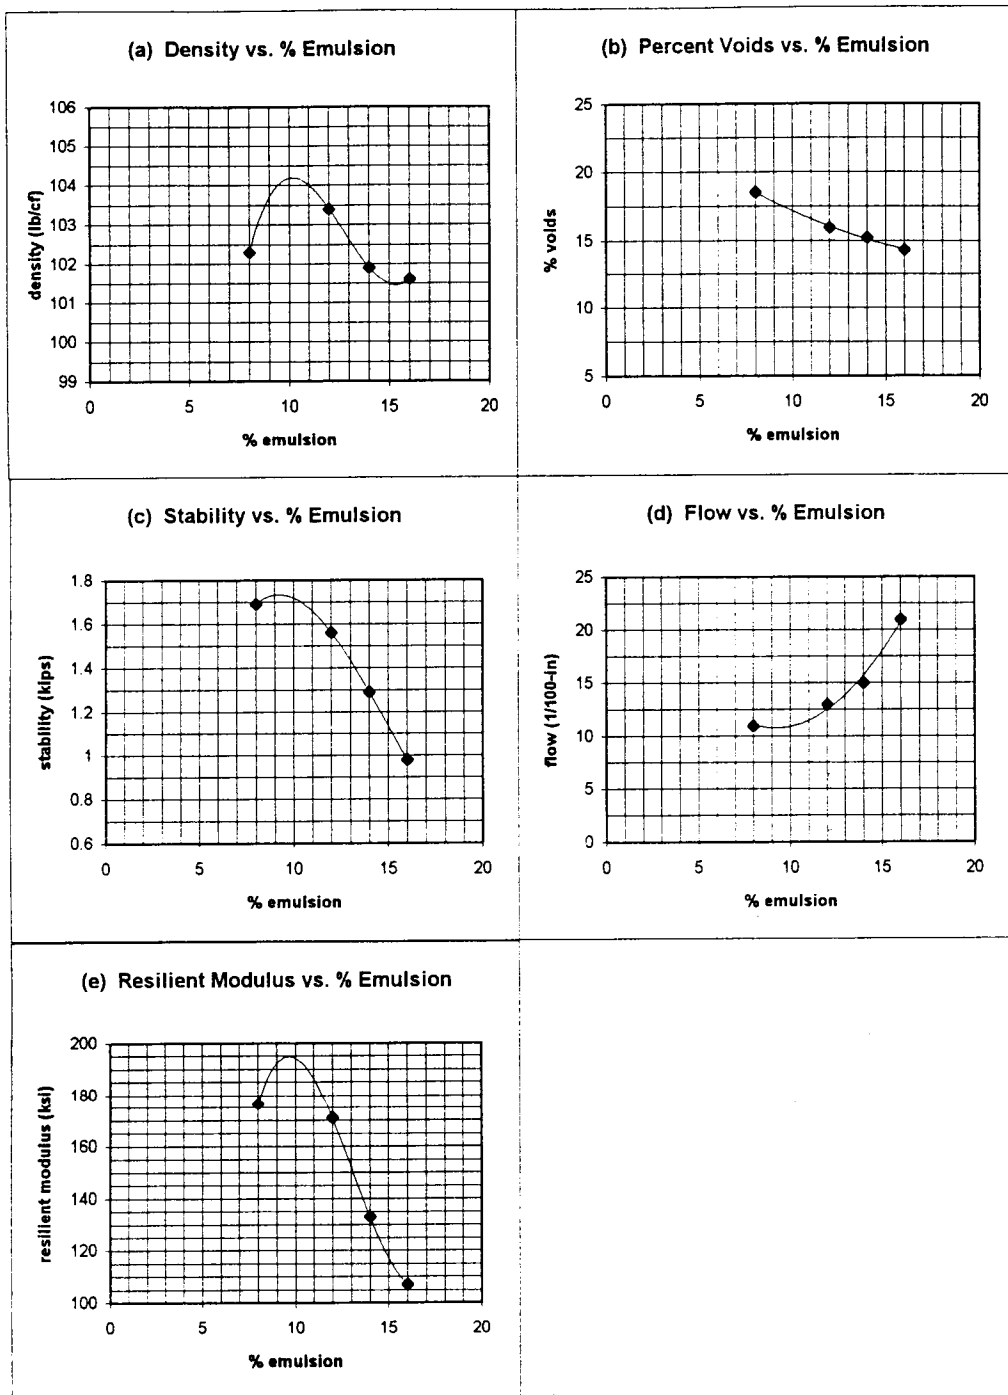 (a) Density vs. % Emulsion
106
105
104
103
102
101
100
99
density (lb/cf)
0 5 10 15 20
% emulsion
(b) Percent Voids vs. % Emulsion
25
20
15
10
5
% voids
0 5 10 15 20
% emulsion
(c) Stability vs. % Emulsion
1.8
1.6
1.4
1.2
1
0.8
0.6
stability (kips)
0 5 10 15 20
% emulsion
(d) Flow vs. % Emulsion
25
20
15
10
5
0
flow (1/100-in)
0 5 10 15 20
% emulsion
(e) Resilient Modulus vs. % Emulsion
200
180
160
140
120
100
resilient modulus (ksi)
0 5 10 15 20
% emulsion